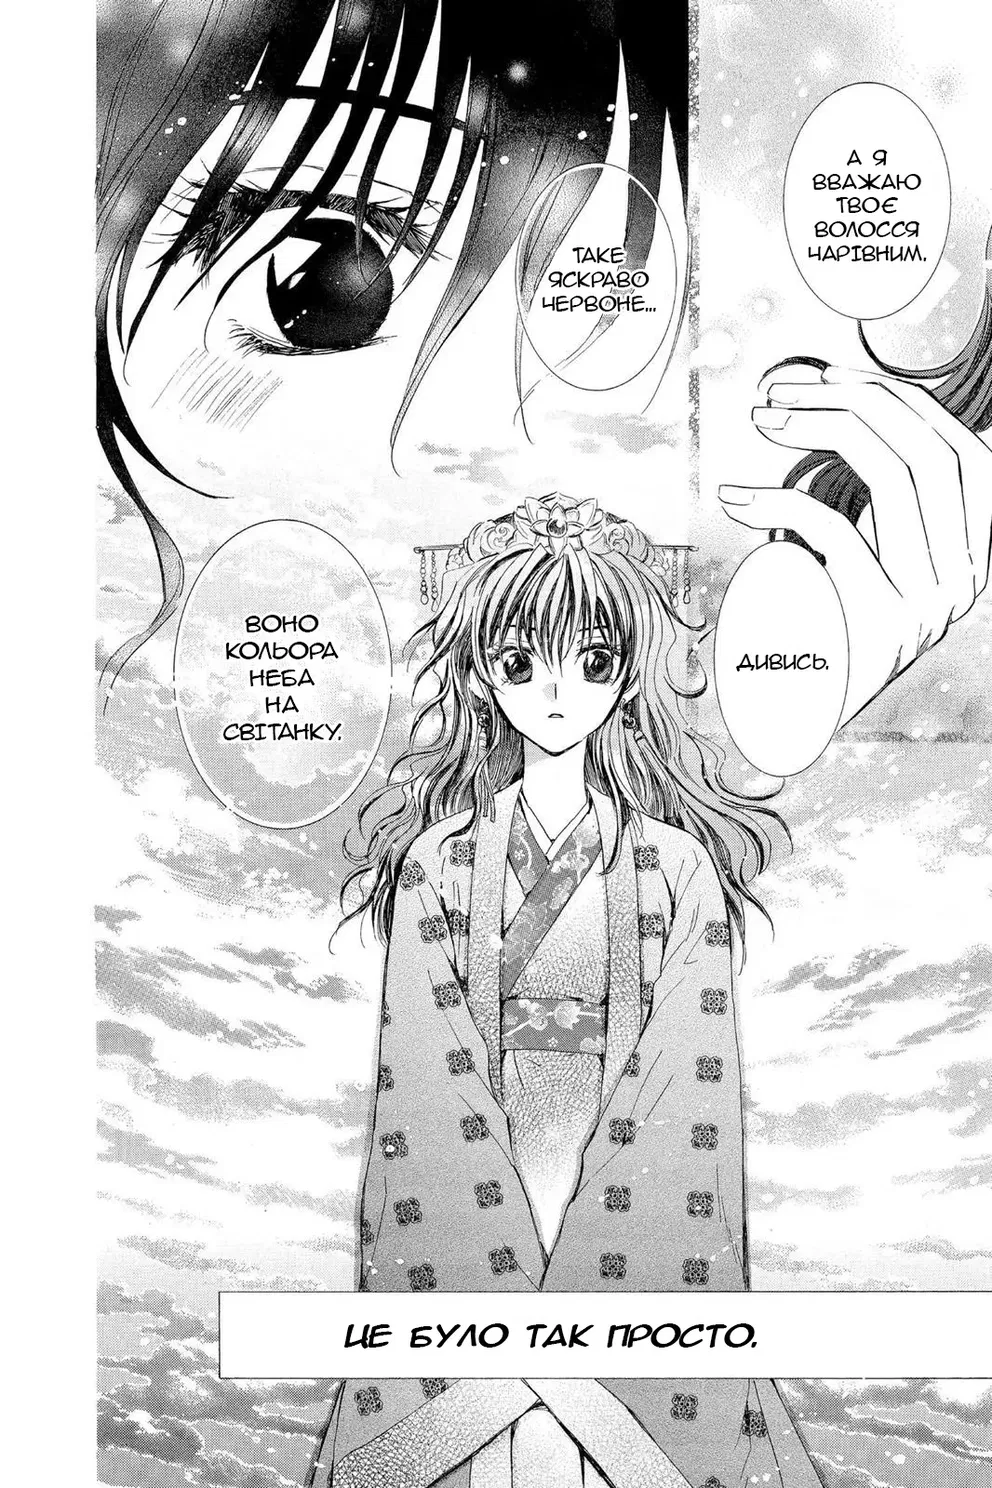 А Я
ВВАЖАЮ
ТВОЄ
ВОЛОССЯ
ЧАРІВНИМ.
ТАКЕ
ЯСКРАВО
ЧЕРВОНЕ...
ДИВИСЬ.
ВОНО
КОЛЬОРА
НЕБА
НА
СВІТАНКУ.
ЦЕ БУЛО ТАК ПРОСТО.